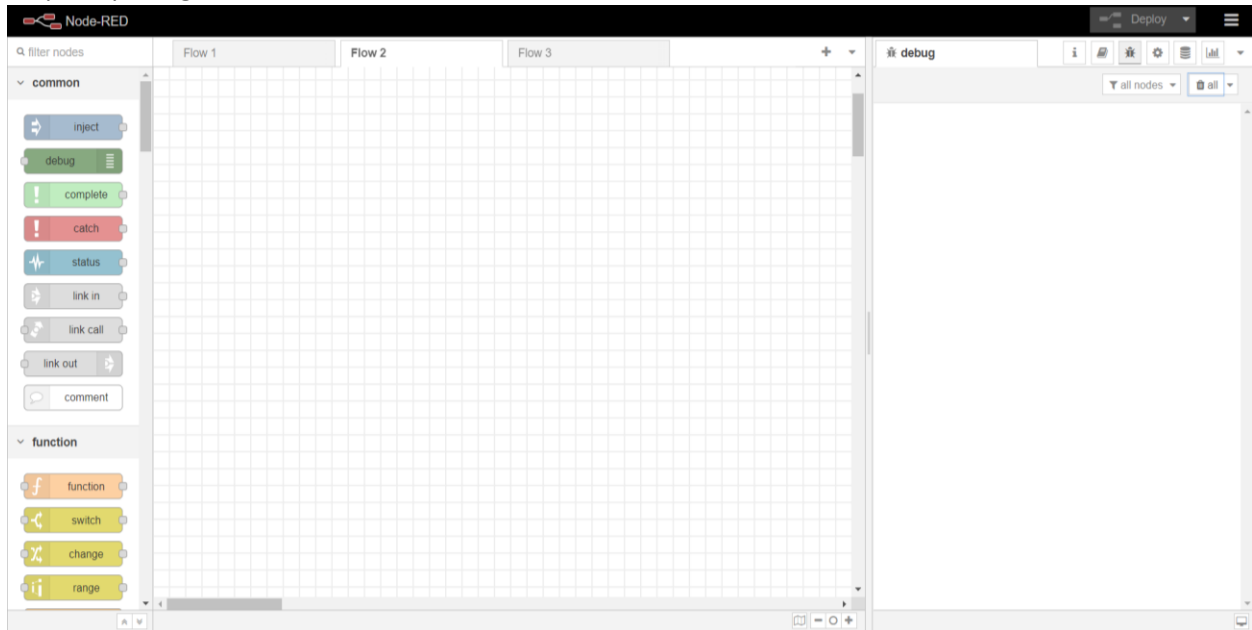 Node-RED
Deploy
filter nodes
Flow 1
Flow 2
Flow 3
debug
i
common
all nodes
all
inject
debug
complete
catch
status
link in
link call
link out
comment
function
function
switch
change
range